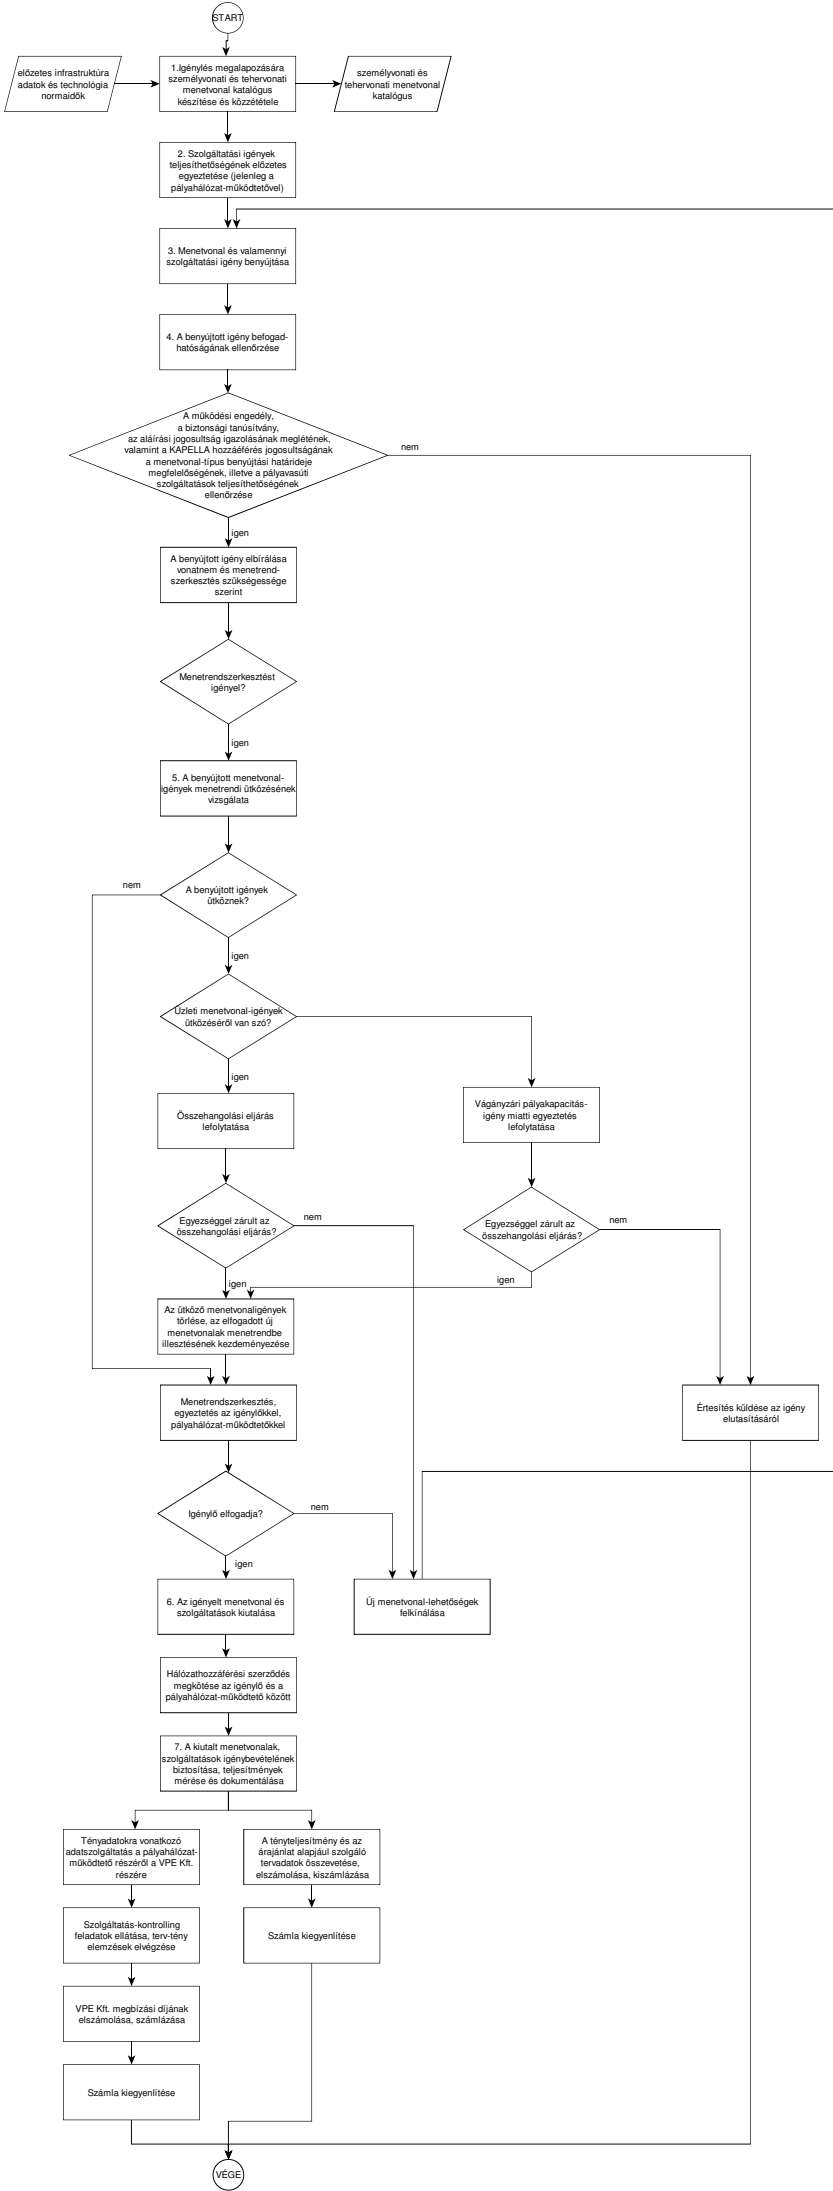 START
előzetes infrastruktúra
adatok és technológia
normaidők
1.Igénylés megalapozására
személyvonati és tehervonati
menetvonal katalógus
készítése és közzététele
személyvonati és
tehervonati menetvonal
katalógus
2. Szolgáltatási igények
teljesíthetőségének előzetes
egyeztetése (jelenleg a
pályahálózat-működtetővel)
3. Menetvonal és valamennyi
szolgáltatási igény benyújtása
4. A benyújtott igény befogad-
hatóságának ellenőrzése
A működési engedély,
a biztonsági tanúsítvány,
az aláírási jogosultság igazolásának meglétének,
valamint a KAPELLA hozzáéférés jogosultságának
a menetvonal-típus benyújtási határideje
megfelelőségének, illetve a pályavasúti
szolgáltatások teljesíthetőségének
ellenőrzése
nem
igen
A benyújtott igény elbírálása
vonatnem és menetrend-
szerkesztés szükségessége
szerint
Menetrendszerkesztést
igényel?
igen
5. A benyújtott menetvonal-
igények menetrendi ütközésének
vizsgálata
nem
A benyújtott igények
ütköznek?
igen
Üzleti menetvonal-igények
ütközéséről van szó?
igen
Összehangolási eljárás
lefolytatása
Vágányzári pályakapacitás-
igény miatti egyeztetés
lefolytatása
Egyezséggel zárult az
összehangolási eljárás?
nem
Egyezséggel zárult az
összehangolási eljárás?
nem
igen
igen
Az ütköző menetvonaligények
törlése, az elfogadott új
menetvonalak menetrendbe
illesztésének kezdeményezése
Menetrendszerkesztés,
egyeztetés az igénylőkkel,
pályahálózat-működtetőkkel
Értesítés küldése az igény
elutasításáról
Igénylő elfogadja?
nem
igen
6. Az igényelt menetvonal és
szolgáltatások kiutalása
Új menetvonal-lehetőségek
felkínálása
Hálózathozzáférési szerződés
megkötése az igénylő és a
pályahálózat-működtető között
7. A kiutalt menetvonalak,
szolgáltatások igénybevételének
biztosítása, teljesítmények
mérése és dokumentálása
Tényadatokra vonatkozó
adatszolgáltatás a pályahálózat-
működtető részéről a VPE Kft.
részére
A tényteljesítmény és az
árajánlat alapjául szolgáló
tervadatok összevetése,
elszámolása, kiszámlázása
Szolgáltatás-kontrolling
feladatok ellátása, terv-tény
elemzések elvégzése
Számla kiegyenlítése
VPE Kft. megbízási díjának
elszámolása, számlázása
Számla kiegyenlítése
VÉGE